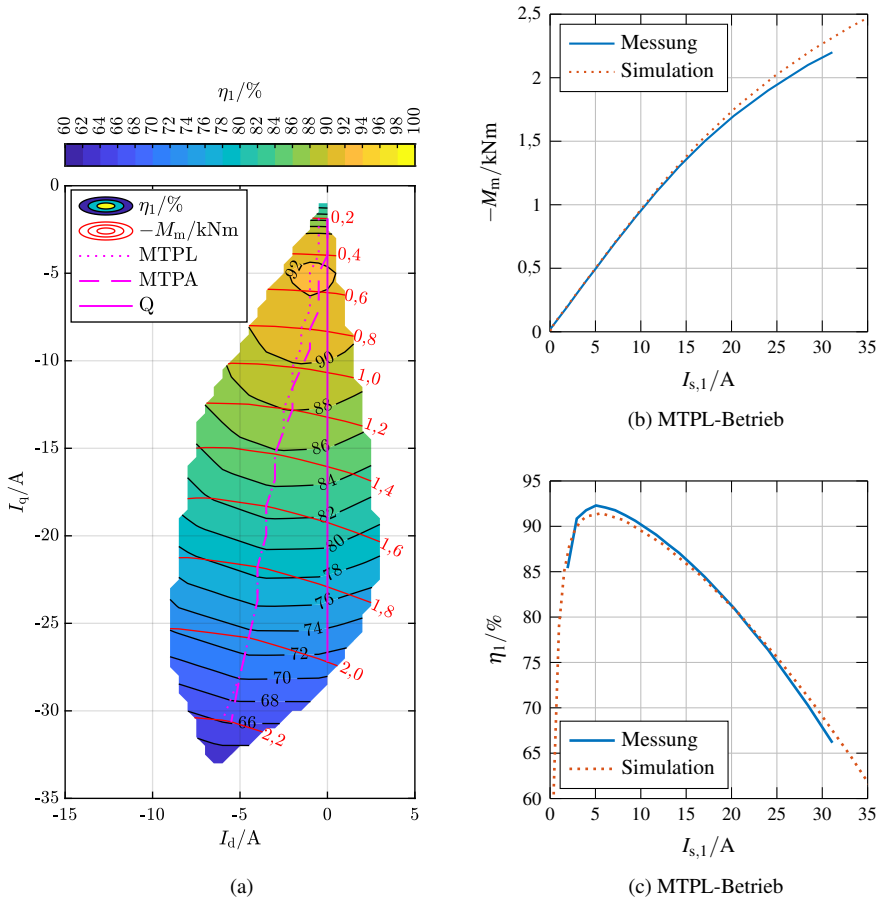 η1/%
60 62 64 66 68 70 72 74 76 78 80 82 84 86 88 90 92 94 96 98 100
η1/%
−Mm/kNm
MTPL
MTPA
Q
0
-5
-10
-15
-20
-25
-30
-35
Iq/A
-15 -10 -5 0 5
Id/A
92
90
88
86
84
82
80
78
76
74
72
70
68
66
0,2
0,4
0,6
0,8
1,0
1,2
1,4
1,6
1,8
2,0
2,2
(a)
Messung
Simulation
2,5
2
1.5
1
0.5
0
−Mm/kNm
0 5 10 15 20 25 30 35
Is,1/A
(b) MTPL-Betrieb
95
90
85
80
75
70
65
60
η1/%
Messung
Simulation
0 5 10 15 20 25 30 35
Is,1/A
(c) MTPL-Betrieb